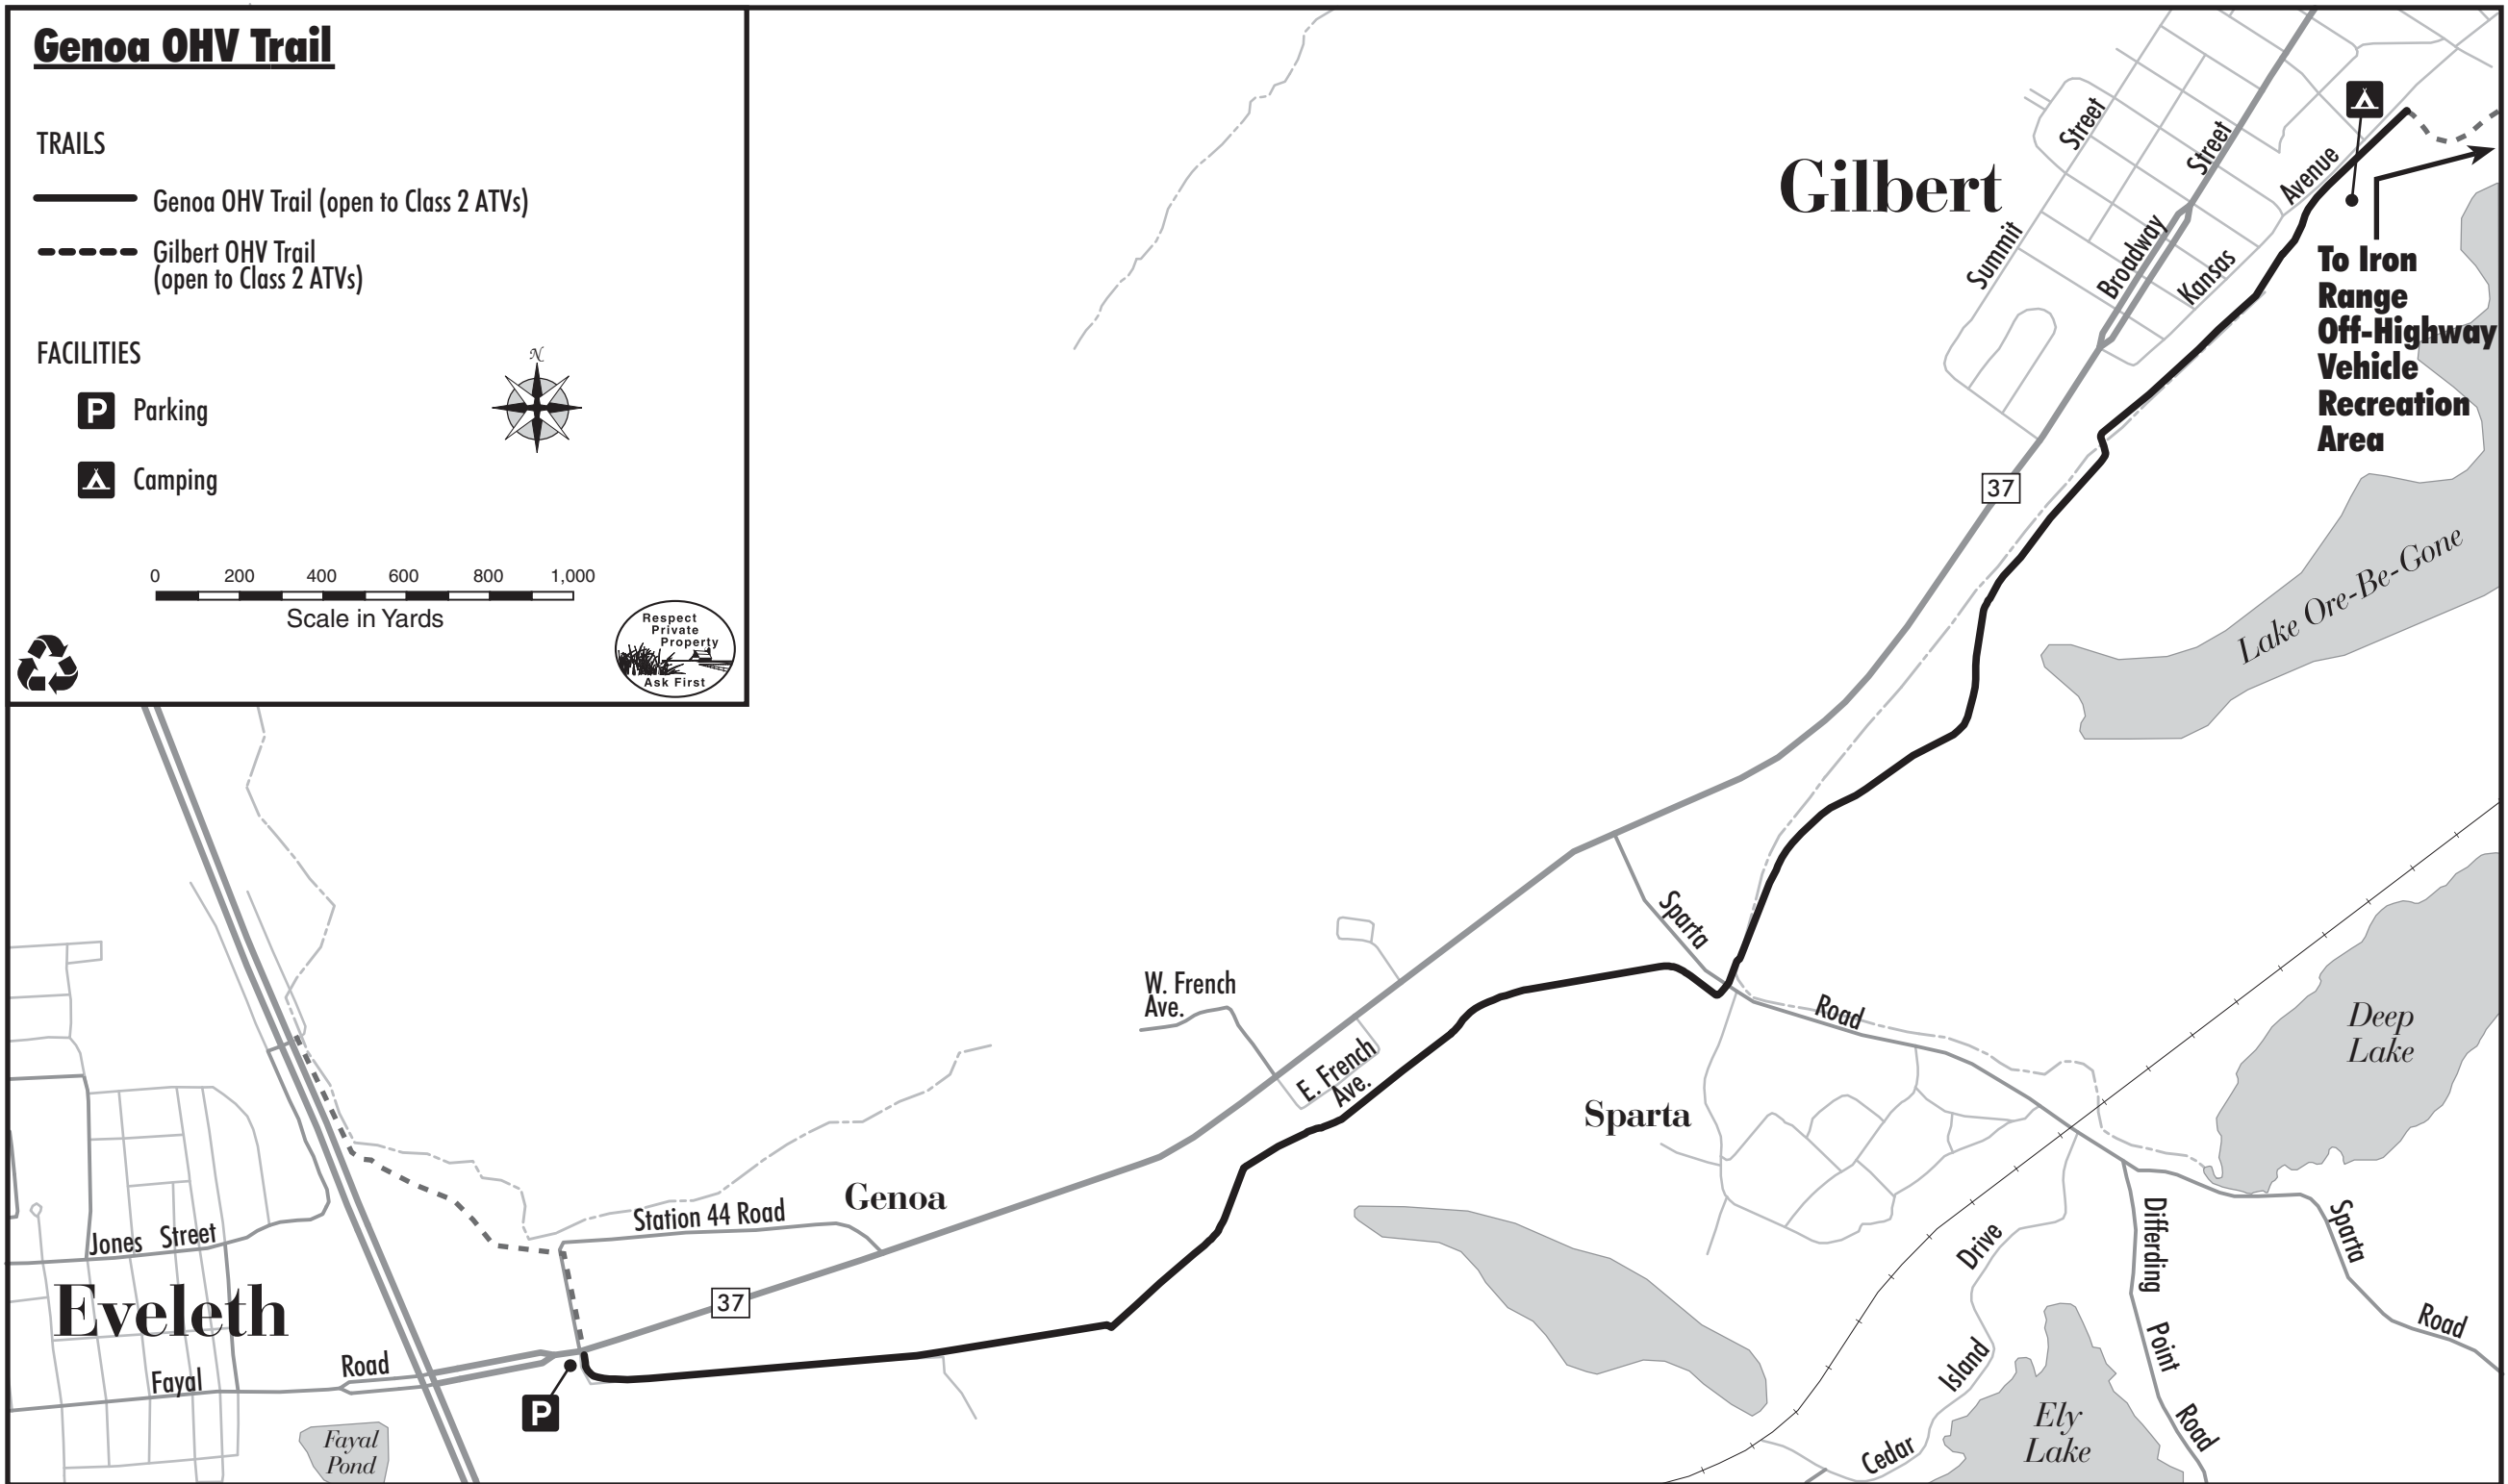 Genoa OHV Trail
TRAILS
Genoa OHV Trail (open to Class 2 ATVs)
Gilbert OHV Trail
(open to Class 2 ATVs)
FACILITIES
N
P
Parking
Camping
0 200 400 600 800 1,000
Scale in Yards
Respect
Private
Property
Ask First
Gilbert
Street
Street
Avenue
Summit
Broadway
Kansas
To Iron
Range
Off-Highway
Vehicle
Recreation
Area
37
Lake Ore-Be-Gone
Sparta
Road
W. French
Ave.
E. French
Ave.
Deep
Lake
Sparta
Genoa
Station 44 Road
Jones Street
Eveleth
37
Fayal
Road
P
Fayal
Pond
Cedar
Island
Drive
Differding
Point
Road
Sparta
Road
Ely
Lake